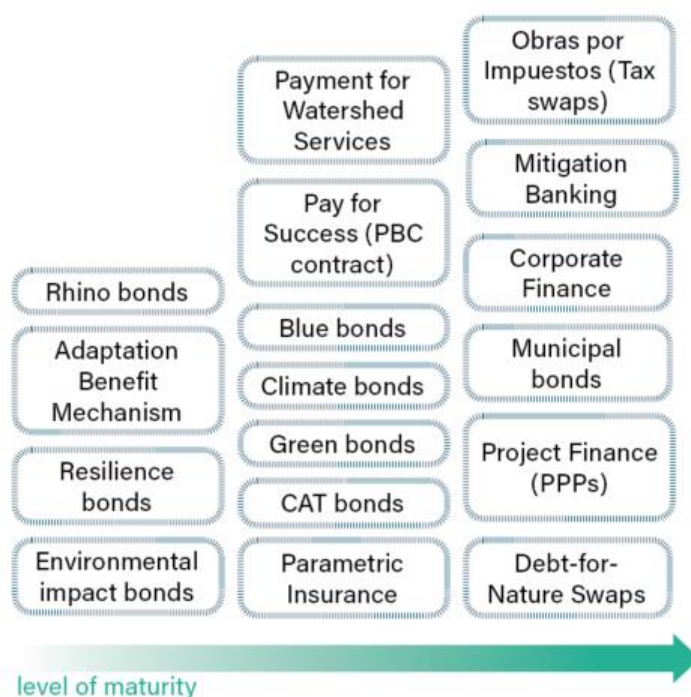 Rhino bonds
Adaptation
Benefit
Mechanism
Resilience
bonds
Environmental
impact bonds
Payment for
Watershed
Services
Pay for
Success (PBC
contract)
Blue bonds
Climate bonds
Green bonds
CAT bonds
Parametric
Insurance
Obras por
Impuestos (Tax
swaps)
Mitigation
Banking
Corporate
Finance
Municipal
bonds
Project Finance
(PPPs)
Debt-for-
Nature Swaps
level of maturity